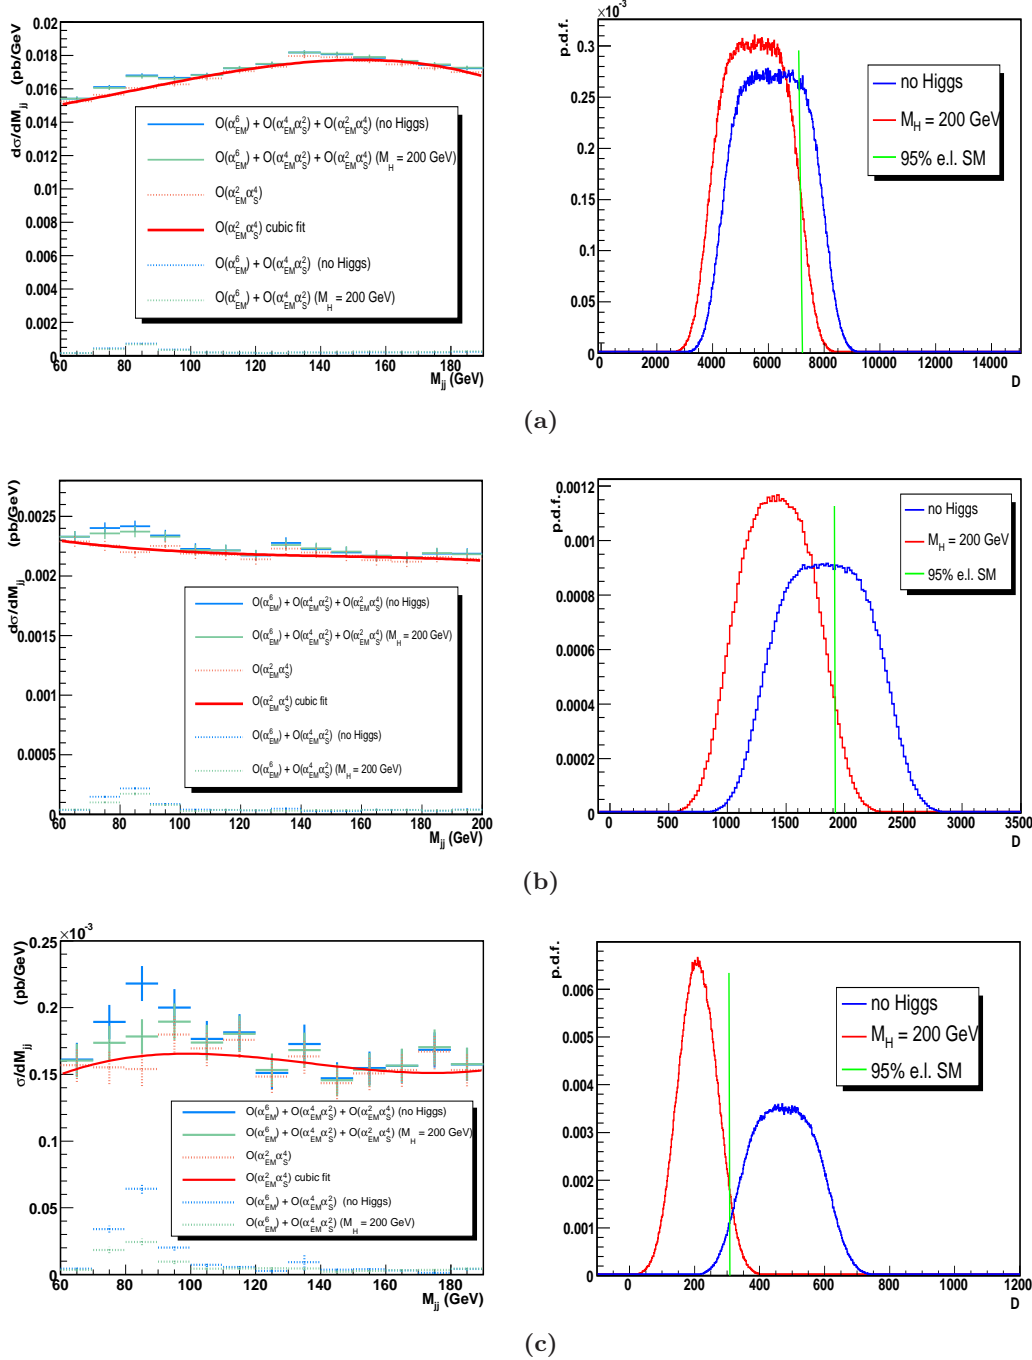 0.02
0.018
0.016
0.014
0.012
0.01
0.008
0.006
0.004
0.002
0
dσ/dM_jj (pb/GeV
O(α_EM^6) + O(α_EM^4 α_S^2) + O(α_EM^2 α_S^4) (no Higgs)
O(α_EM^6) + O(α_EM^4 α_S^2) + O(α_EM^2 α_S^4) (M_H = 200 GeV)
O(α_EM^2 α_S^4)
O(α_EM^2 α_S^4) cubic fit
O(α_EM^6) + O(α_EM^4 α_S^2) (no Higgs)
O(α_EM^6) + O(α_EM^4 α_S^2) (M_H = 200 GeV)
60 80 100 120 140 160 180
M_jj (GeV)
×10^-3
p.d.f.
0.3
0.25
0.2
0.15
0.1
0.05
0
no Higgs
M_H = 200 GeV
95% e.l. SM
0 2000 4000 6000 8000 10000 12000 14000
D
(a)
dσ/dM_jj (pb/GeV)
0.0025
0.002
0.0015
0.001
0.0005
0
O(α_EM^6) + O(α_EM^4 α_S^2) + O(α_EM^2 α_S^4) (no Higgs)
O(α_EM^6) + O(α_EM^4 α_S^2) + O(α_EM^2 α_S^4) (M_H = 200 GeV)
O(α_EM^2 α_S^4)
O(α_EM^2 α_S^4) cubic fit
O(α_EM^6) + O(α_EM^4 α_S^2) (no Higgs)
O(α_EM^6) + O(α_EM^4 α_S^2) (M_H = 200 GeV)
60 80 100 120 140 160 180 200
M_jj (GeV)
p.d.f.
0.0012
0.001
0.0008
0.0006
0.0004
0.0002
0
no Higgs
M_H = 200 GeV
95% e.l. SM
0 500 1000 1500 2000 2500 3000 3500
D
(b)
×10^-3
σ/dM_jj (pb/GeV)
0.25
0.2
0.15
0.1
0.05
0
O(α_EM^6) + O(α_EM^4 α_S^2) + O(α_EM^2 α_S^4) (no Higgs)
O(α_EM^6) + O(α_EM^4 α_S^2) + O(α_EM^2 α_S^4) (M_H = 200 GeV)
O(α_EM^2 α_S^4)
O(α_EM^2 α_S^4) cubic fit
O(α_EM^6) + O(α_EM^4 α_S^2) (no Higgs)
O(α_EM^6) + O(α_EM^4 α_S^2) (M_H = 200 GeV)
60 80 100 120 140 160 180
M_jj (GeV)
p.d.f.
0.006
0.005
0.004
0.003
0.002
0.001
0
no Higgs
M_H = 200 GeV
95% e.l. SM
0 200 400 600 800 1000 1200
D
(c)